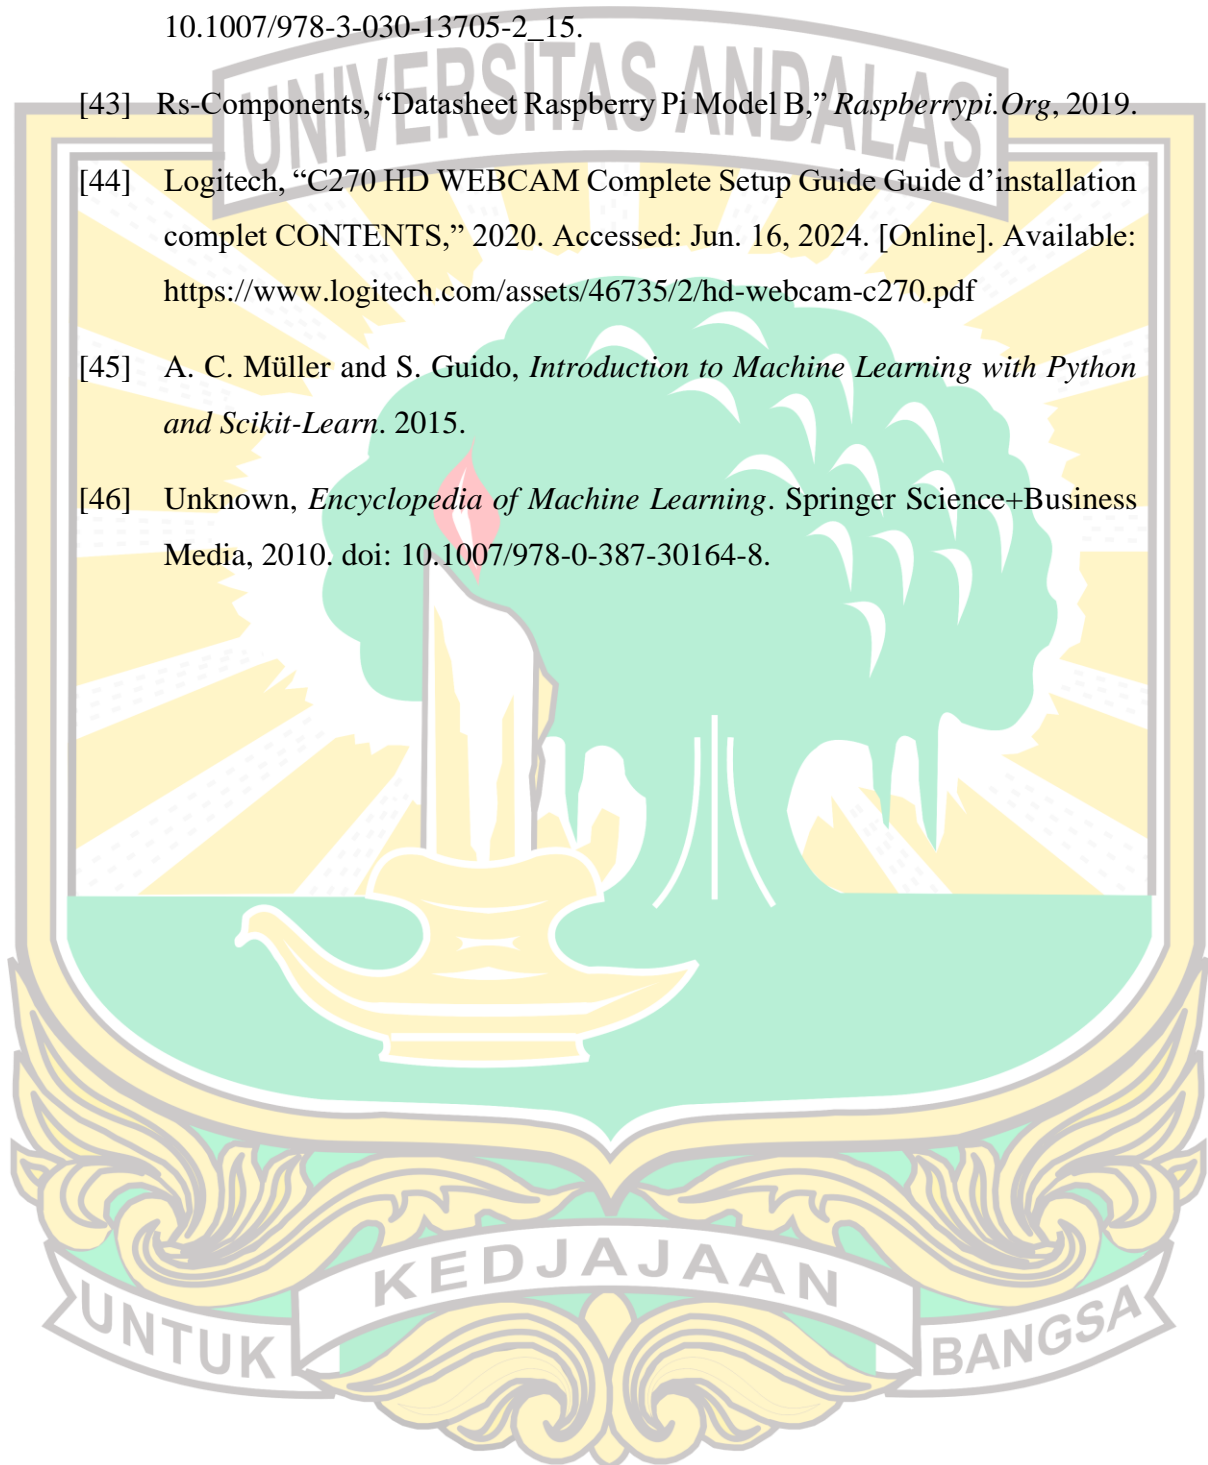 10.1007/978-3-030-13705-2_15.
UNIVERSITAS ANDALAS
[43] Rs-Components, “Datasheet Raspberry Pi Model B,” Raspberrypi.Org, 2019.
[44] Logitech, “C270 HD WEBCAM Complete Setup Guide Guide d’installation
complet CONTENTS,” 2020. Accessed: Jun. 16, 2024. [Online]. Available:
https://www.logitech.com/assets/46735/2/hd-webcam-c270.pdf
[45] A. C. Müller and S. Guido, Introduction to Machine Learning with Python
and Scikit-Learn. 2015.
[46] Unknown, Encyclopedia of Machine Learning. Springer Science+Business
Media, 2010. doi: 10.1007/978-0-387-30164-8.
UNTUK KEDJAJAAN BANGSA